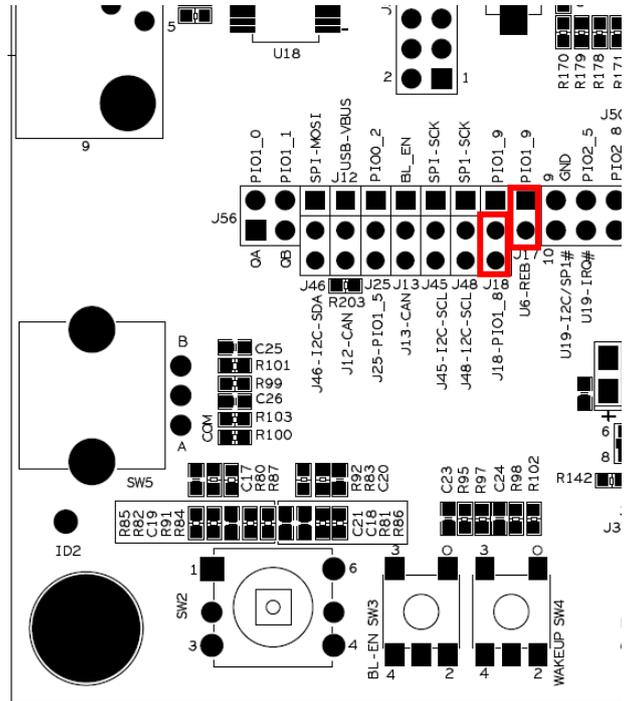 5
U18
5
2
1
R170
R179
R178
R171
9
PIO1_0
PIO1_1
SPI-MOSI
USB-VBUS
J12
PIO0_2
BL_EN
SPI-SCK
SP1-SCK
PIO1_9
PIO1_9
9
GND
PIO2_5
PIO2_8
J50
J56
QA
QB
J46
R203
J25
J13
J45
J48
J18
J17
10
J46-I2C-SDA
J12-CAN
J25-PIO1_5
J13-CAN
J45-I2C-SCL
J48-I2C-SCL
J18-PIO1_8
U6-REB
U19-I2C/SP1#
U19-IRQ#
B
A
COM
C25
R101
R99
C26
R103
R100
+
6
8
SW5
C17
R80
R87
R92
R83
C20
C23
R95
R97
C24
R98
R102
R142
R85
R82
C19
R91
R84
C21
C18
R81
R86
J3
ID2
1
6
SW2
3
4
3
O
BL-EN SW3
4
2
3
O
WAKEUP SW4
4
2